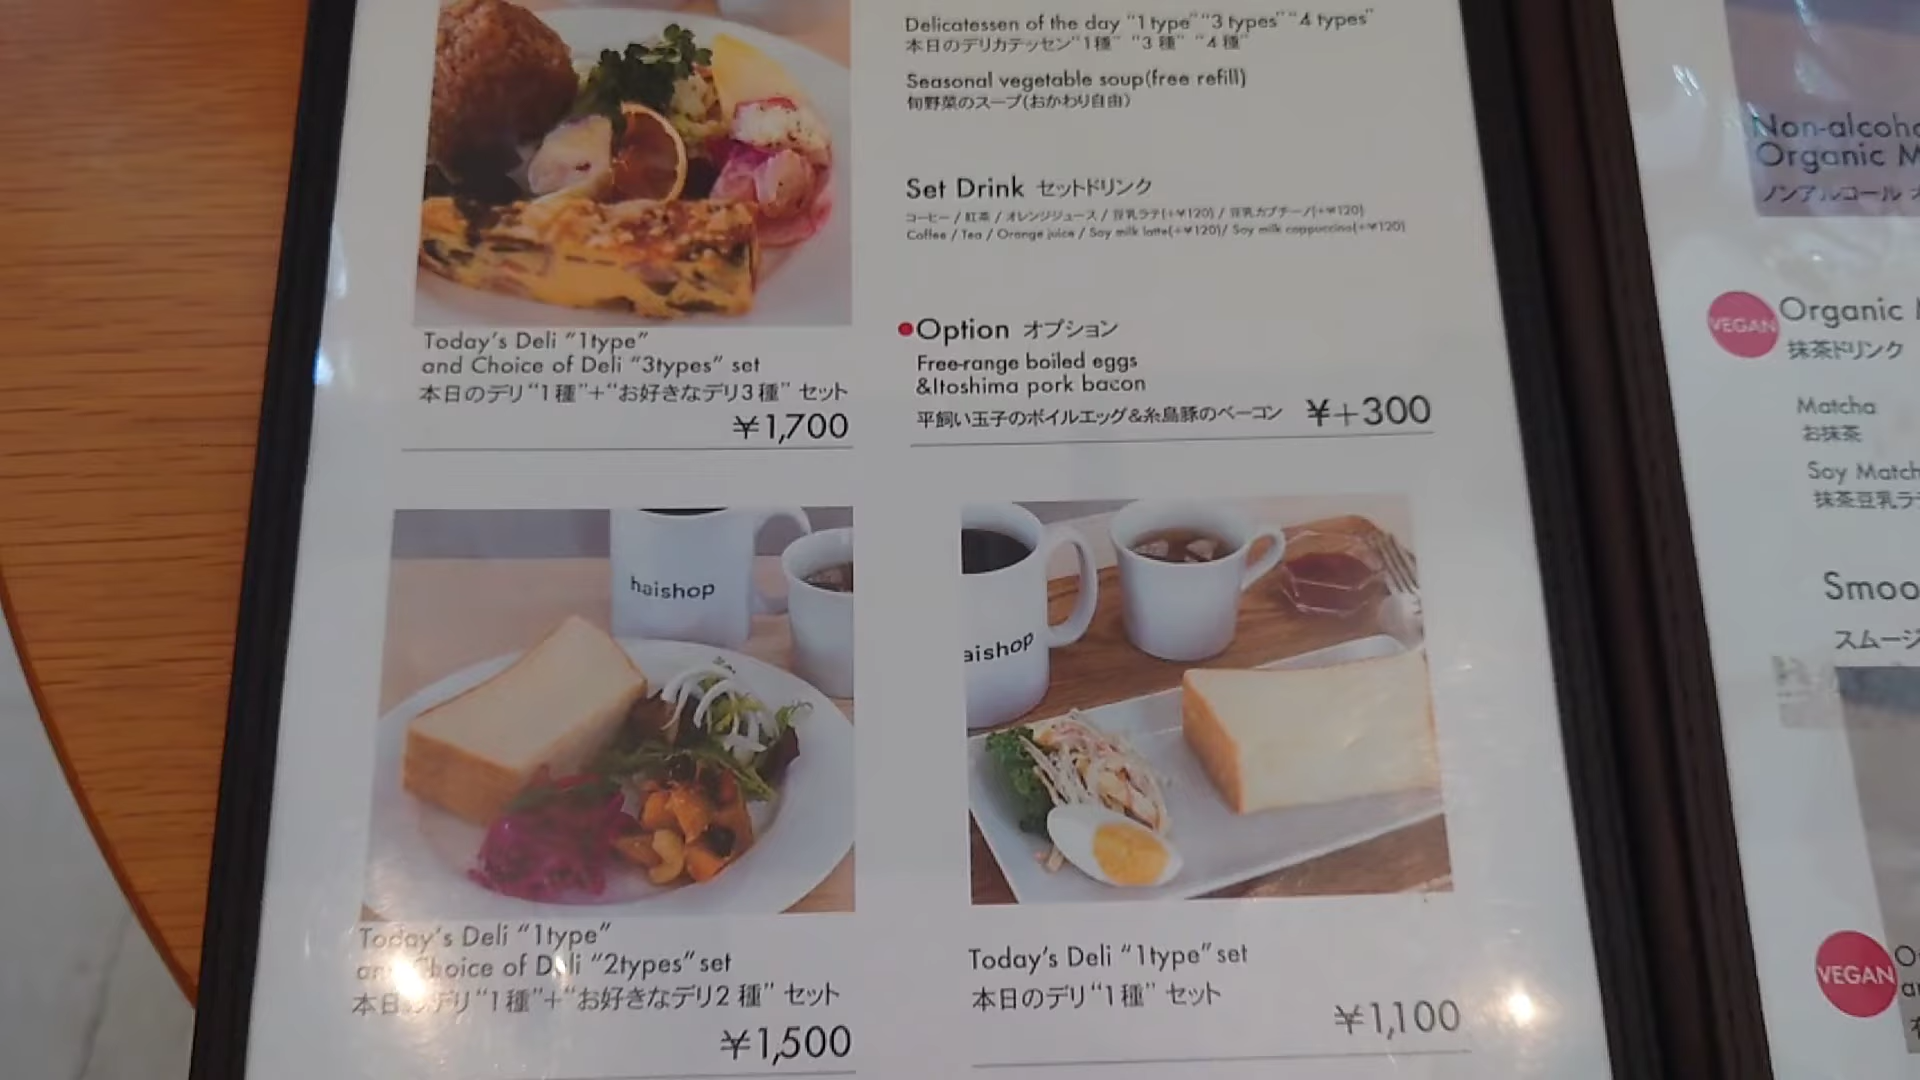 Delicatessen of the day "1 type" "3 types" "4 types"
本日のデリカテッセン"1種" "3種" "4種"
Seasonal vegetable soup(free refill)
旬野菜のスープ(おかわり自由)
Set Drink セットドリンク
コーヒー / 紅茶 / オレンジジュース / 豆乳ラテ(+¥120) / 豆乳カプチーノ(+¥120)
Coffee / Tea / Orange juice / Soy milk latte(+¥120)/ Soy milk cappuccino(+¥120)
Today's Deli "1type"
and Choice of Deli "3types" set
本日のデリ"1種"+"お好きなデリ3種" セット
¥1,700
Option オプション
Free-range boiled eggs
&Itoshima pork bacon
平飼い玉子のボイルエッグ&糸島豚のベーコン ¥+300
haishop
aishop
Today's Deli "1type"
Choice of Deli "2types" set
本日のデリ"1種"+"お好きなデリ2種" セット
¥1,500
Today's Deli "1type" set
本日のデリ"1種" セット
¥1,100
Non-alcoho
Organic M
ノンアルコール
VEGAN
Organic
抹茶ドリンク
Matcha
お抹茶
Soy Match
抹茶豆乳ラ
Smoo
スムージ
VEGAN